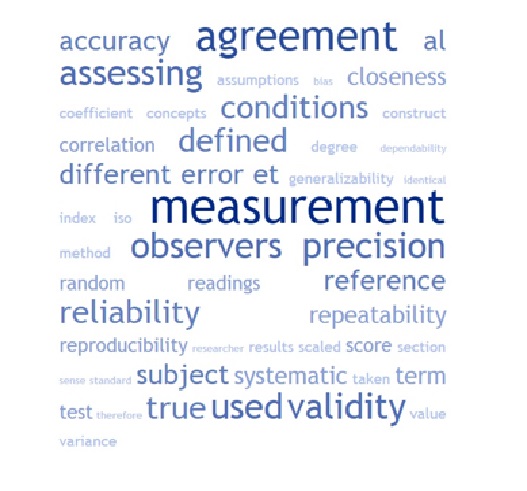 accuracy agreement al
assessing assumptions bias closeness
coefficient concepts conditions construct
correlation defined degree dependability
different error et generalizability identical
index iso measurement
method observers precision
random readings reference
reliability repeatability
reproducibility researcher results scaled score section
sense standard subject systematic taken term
test therefore true used validity value
variance